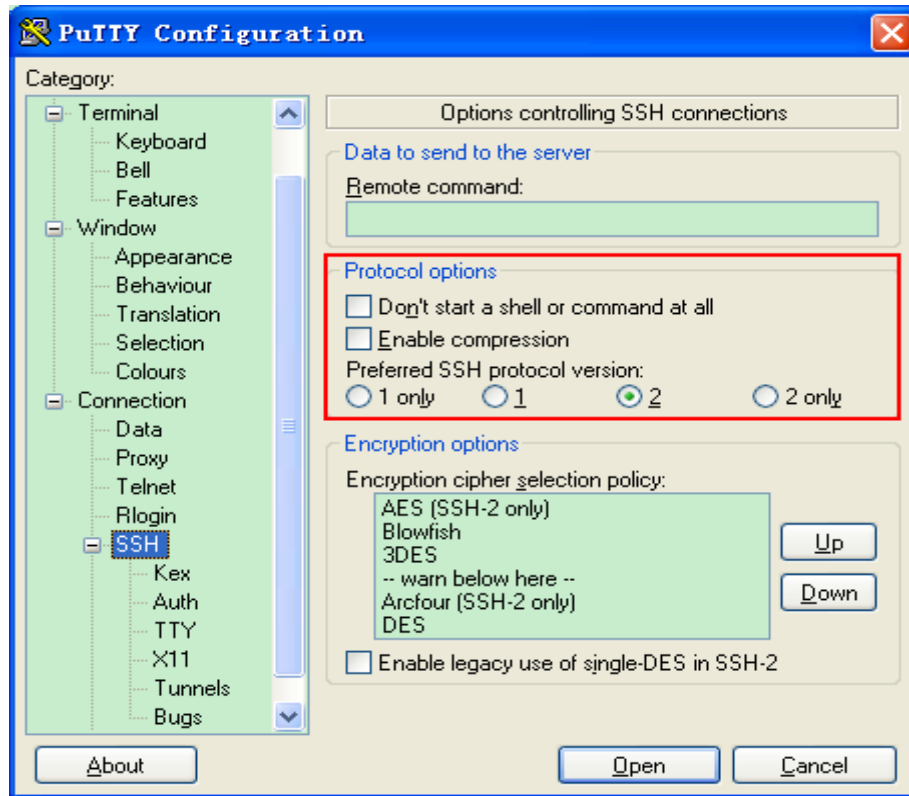 PuTTY Configuration
Category:
Terminal
Keyboard
Bell
Features
Window
Appearance
Behaviour
Translation
Selection
Colours
Connection
Data
Proxy
Telnet
Rlogin
SSH
Kex
Auth
TTY
X11
Tunnels
Bugs
Options controlling SSH connections
Data to send to the server
Remote command:
Protocol options
Don't start a shell or command at all
Enable compression
Preferred SSH protocol version:
1 only 1 2 2 only
Encryption options
Encryption cipher selection policy:
AES (SSH-2 only)
Blowfish
3DES
-- warn below here --
Arcfour (SSH-2 only)
DES
Up
Down
Enable legacy use of single-DES in SSH-2
About Open Cancel